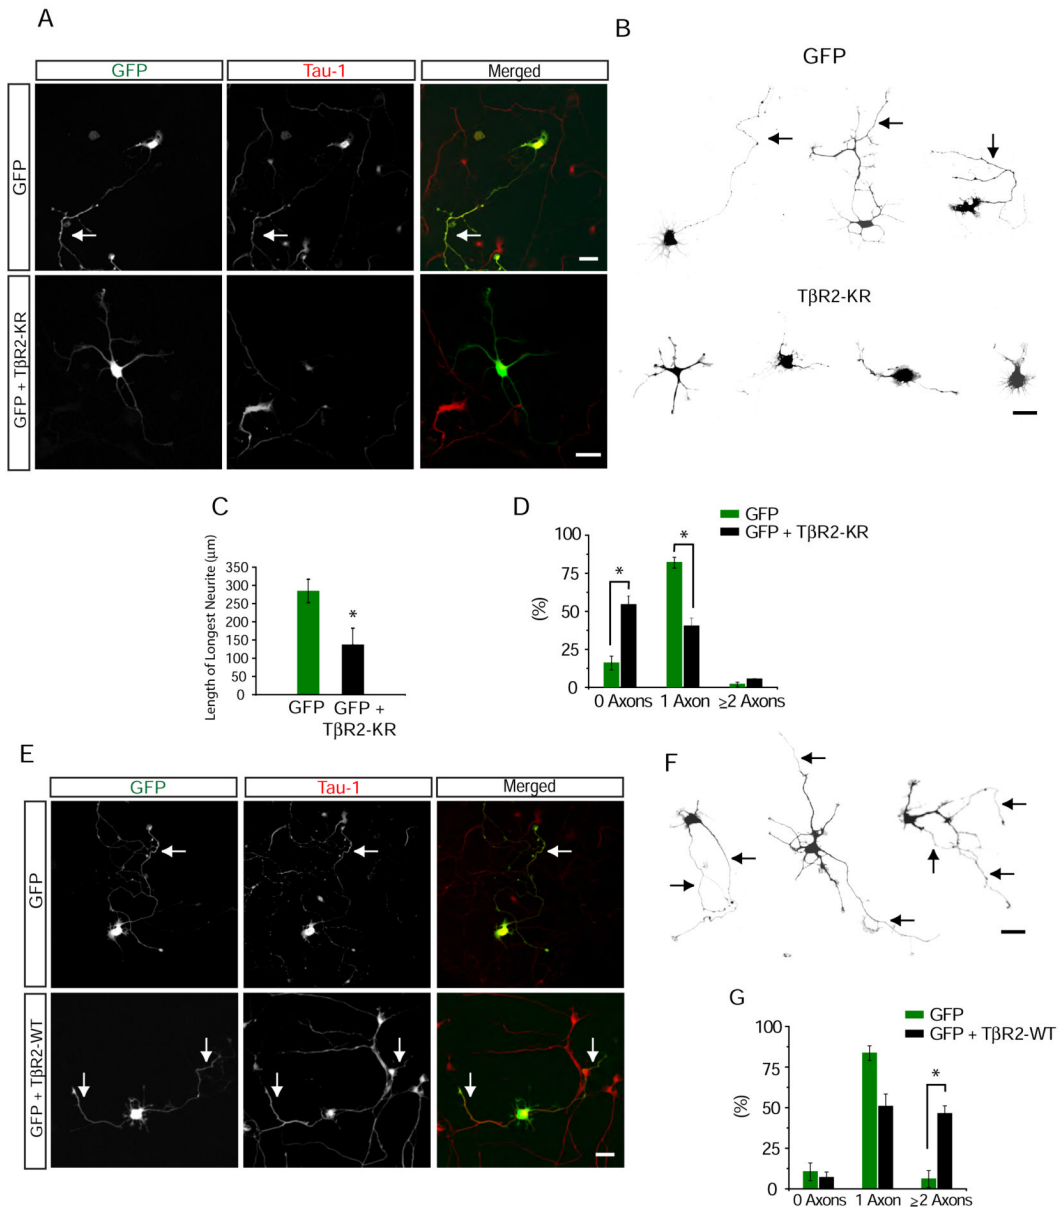 A
GFP
Tau-1
Merged
GFP
GFP + TβR2-KR
B
GFP
TβR2-KR
C
Length of Longest Neurite (μm)
350
300
250
200
150
100
50
0
*
GFP
GFP +
TβR2-KR
D
GFP
GFP + TβR2-KR
(%)
100
75
50
25
0
*
*
0 Axons
1 Axon
≥2 Axons
E
GFP
Tau-1
Merged
GFP
GFP + TβR2-WT
F
G
GFP
GFP + TβR2-WT
(%)
100
75
50
25
0
*
0 Axons
1 Axon
≥2 Axons